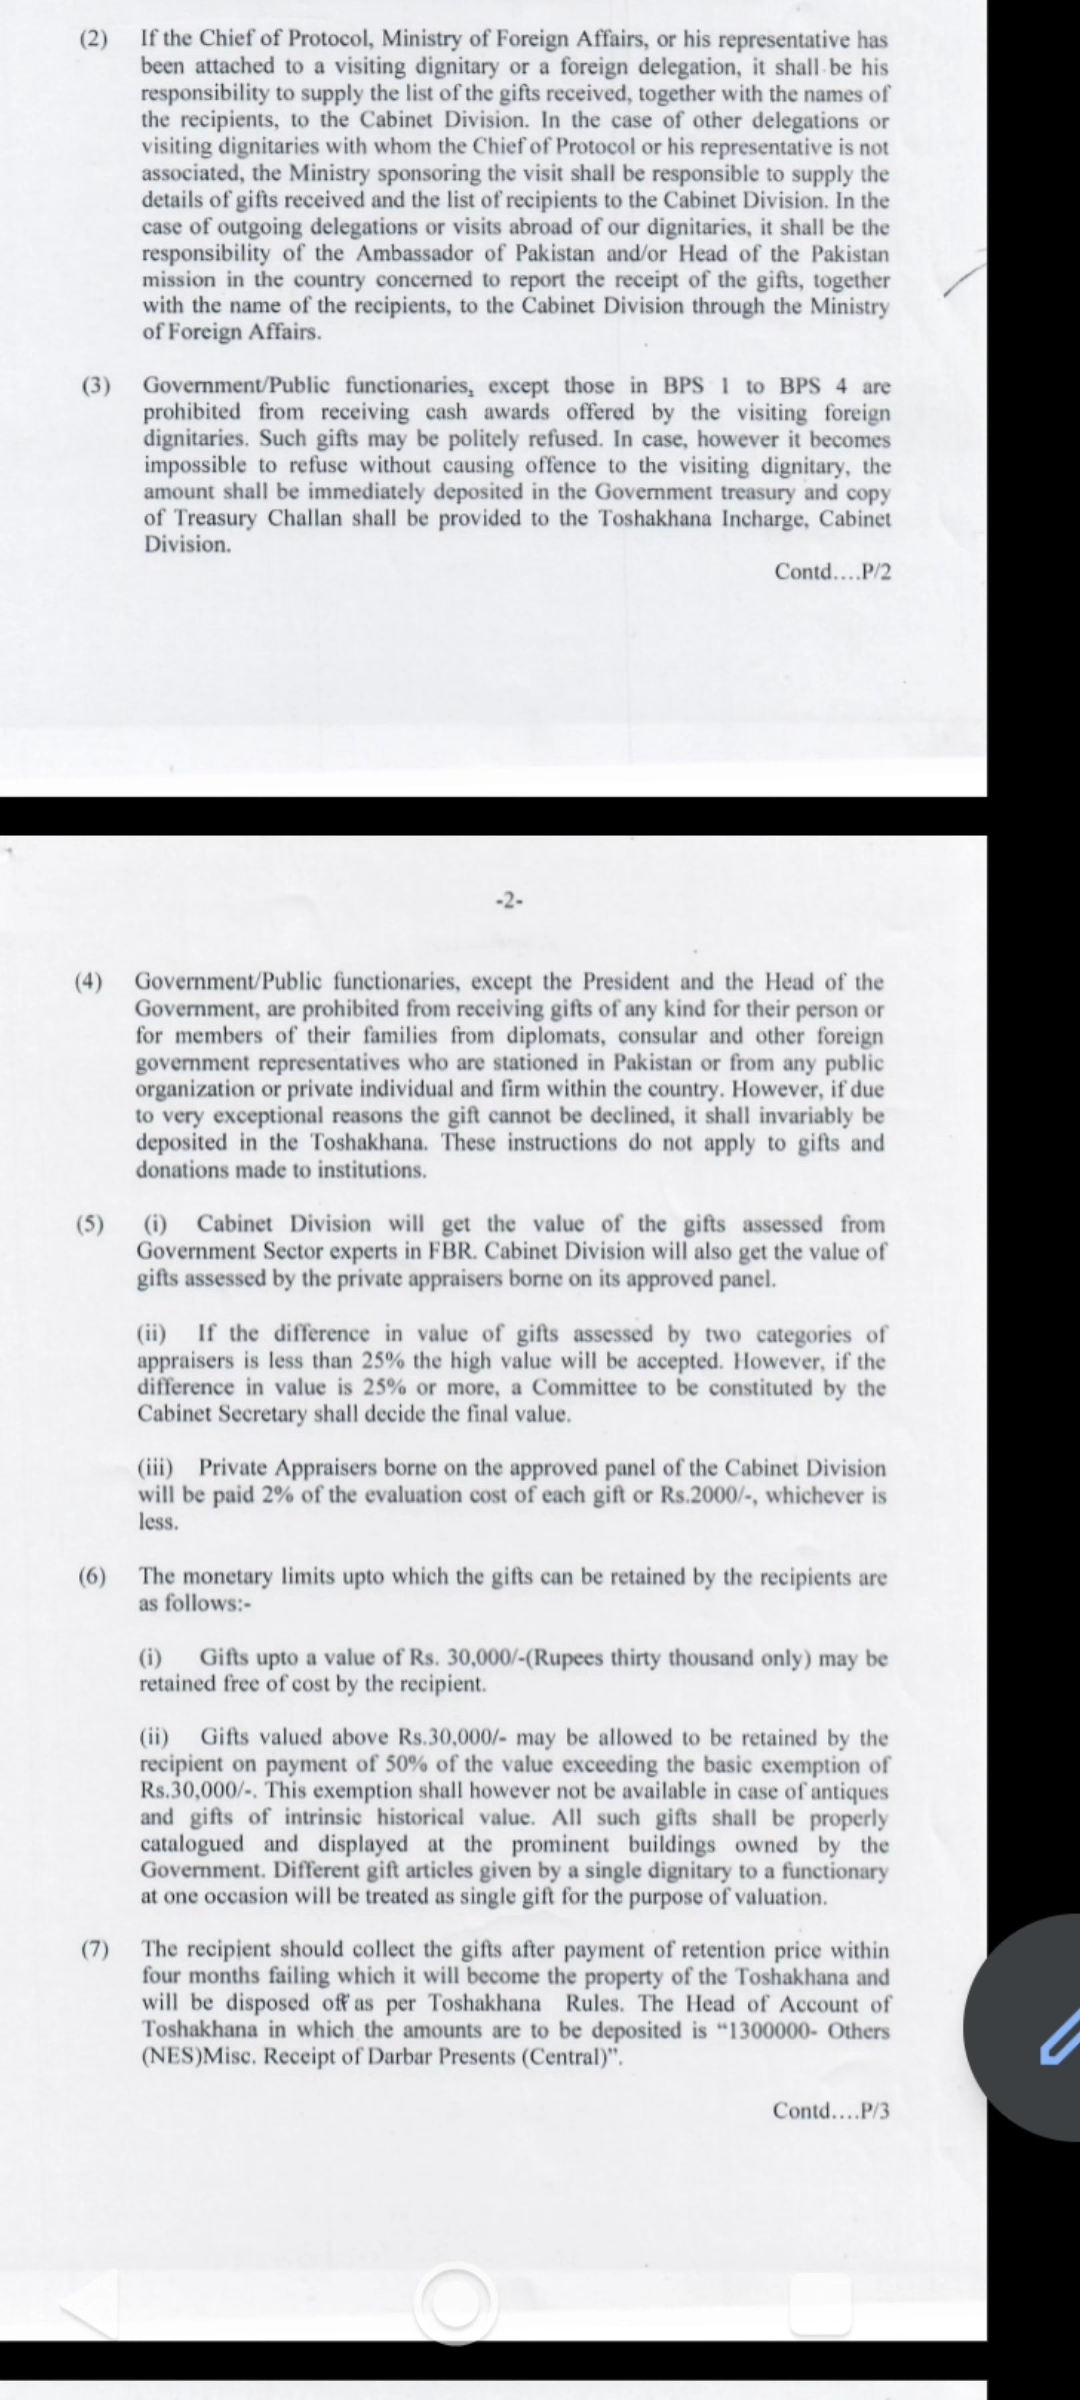 (2) If the Chief of Protocol, Ministry of Foreign Affairs, or his representative has
been attached to a visiting dignitary or a foreign delegation, it shall be his
responsibility to supply the list of the gifts received, together with the names of
the recipients, to the Cabinet Division. In the case of other delegations or
visiting dignitaries with whom the Chief of Protocol or his representative is not
associated, the Ministry sponsoring the visit shall be responsible to supply the
details of gifts received and the list of recipients to the Cabinet Division. In the
case of outgoing delegations or visits abroad of our dignitaries, it shall be the
responsibility of the Ambassador of Pakistan and/or Head of the Pakistan
mission in the country concerned to report the receipt of the gifts, together
with the name of the recipients, to the Cabinet Division through the Ministry
of Foreign Affairs.
(3) Government/Public functionaries, except those in BPS 1 to BPS 4 are
prohibited from receiving cash awards offered by the visiting foreign
dignitaries. Such gifts may be politely refused. In case, however it becomes
impossible to refuse without causing offence to the visiting dignitary, the
amount shall be immediately deposited in the Government treasury and copy
of Treasury Challan shall be provided to the Toshakhana Incharge, Cabinet
Division.
Contd....P/2
-2-
(4) Government/Public functionaries, except the President and the Head of the
Government, are prohibited from receiving gifts of any kind for their person or
for members of their families from diplomats, consular and other foreign
government representatives who are stationed in Pakistan or from any public
organization or private individual and firm within the country. However, if due
to very exceptional reasons the gift cannot be declined, it shall invariably be
deposited in the Toshakhana. These instructions do not apply to gifts and
donations made to institutions.
(5) (i) Cabinet Division will get the value of the gifts assessed from
Government Sector experts in FBR. Cabinet Division will also get the value of
gifts assessed by the private appraisers borne on its approved panel.
(ii) If the difference in value of gifts assessed by two categories of
appraisers is less than 25% the high value will be accepted. However, if the
difference in value is 25% or more, a Committee to be constituted by the
Cabinet Secretary shall decide the final value.
(iii) Private Appraisers borne on the approved panel of the Cabinet Division
will be paid 2% of the evaluation cost of each gift or Rs.2000/-, whichever is
less.
(6) The monetary limits upto which the gifts can be retained by the recipients are
as follows:-
(i) Gifts upto a value of Rs. 30,000/-(Rupees thirty thousand only) may be
retained free of cost by the recipient.
(ii) Gifts valued above Rs.30,000/- may be allowed to be retained by the
recipient on payment of 50% of the value exceeding the basic exemption of
Rs.30,000/-. This exemption shall however not be available in case of antiques
and gifts of intrinsic historical value. All such gifts shall be properly
catalogued and displayed at the prominent buildings owned by the
Government. Different gift articles given by a single dignitary to a functionary
at one occasion will be treated as single gift for the purpose of valuation.
(7) The recipient should collect the gifts after payment of retention price within
four months failing which it will become the property of the Toshakhana and
will be disposed off as per Toshakhana Rules. The Head of Account of
Toshakhana in which the amounts are to be deposited is “1300000- Others
(NES)Misc. Receipt of Darbar Presents (Central)”.
Contd....P/3